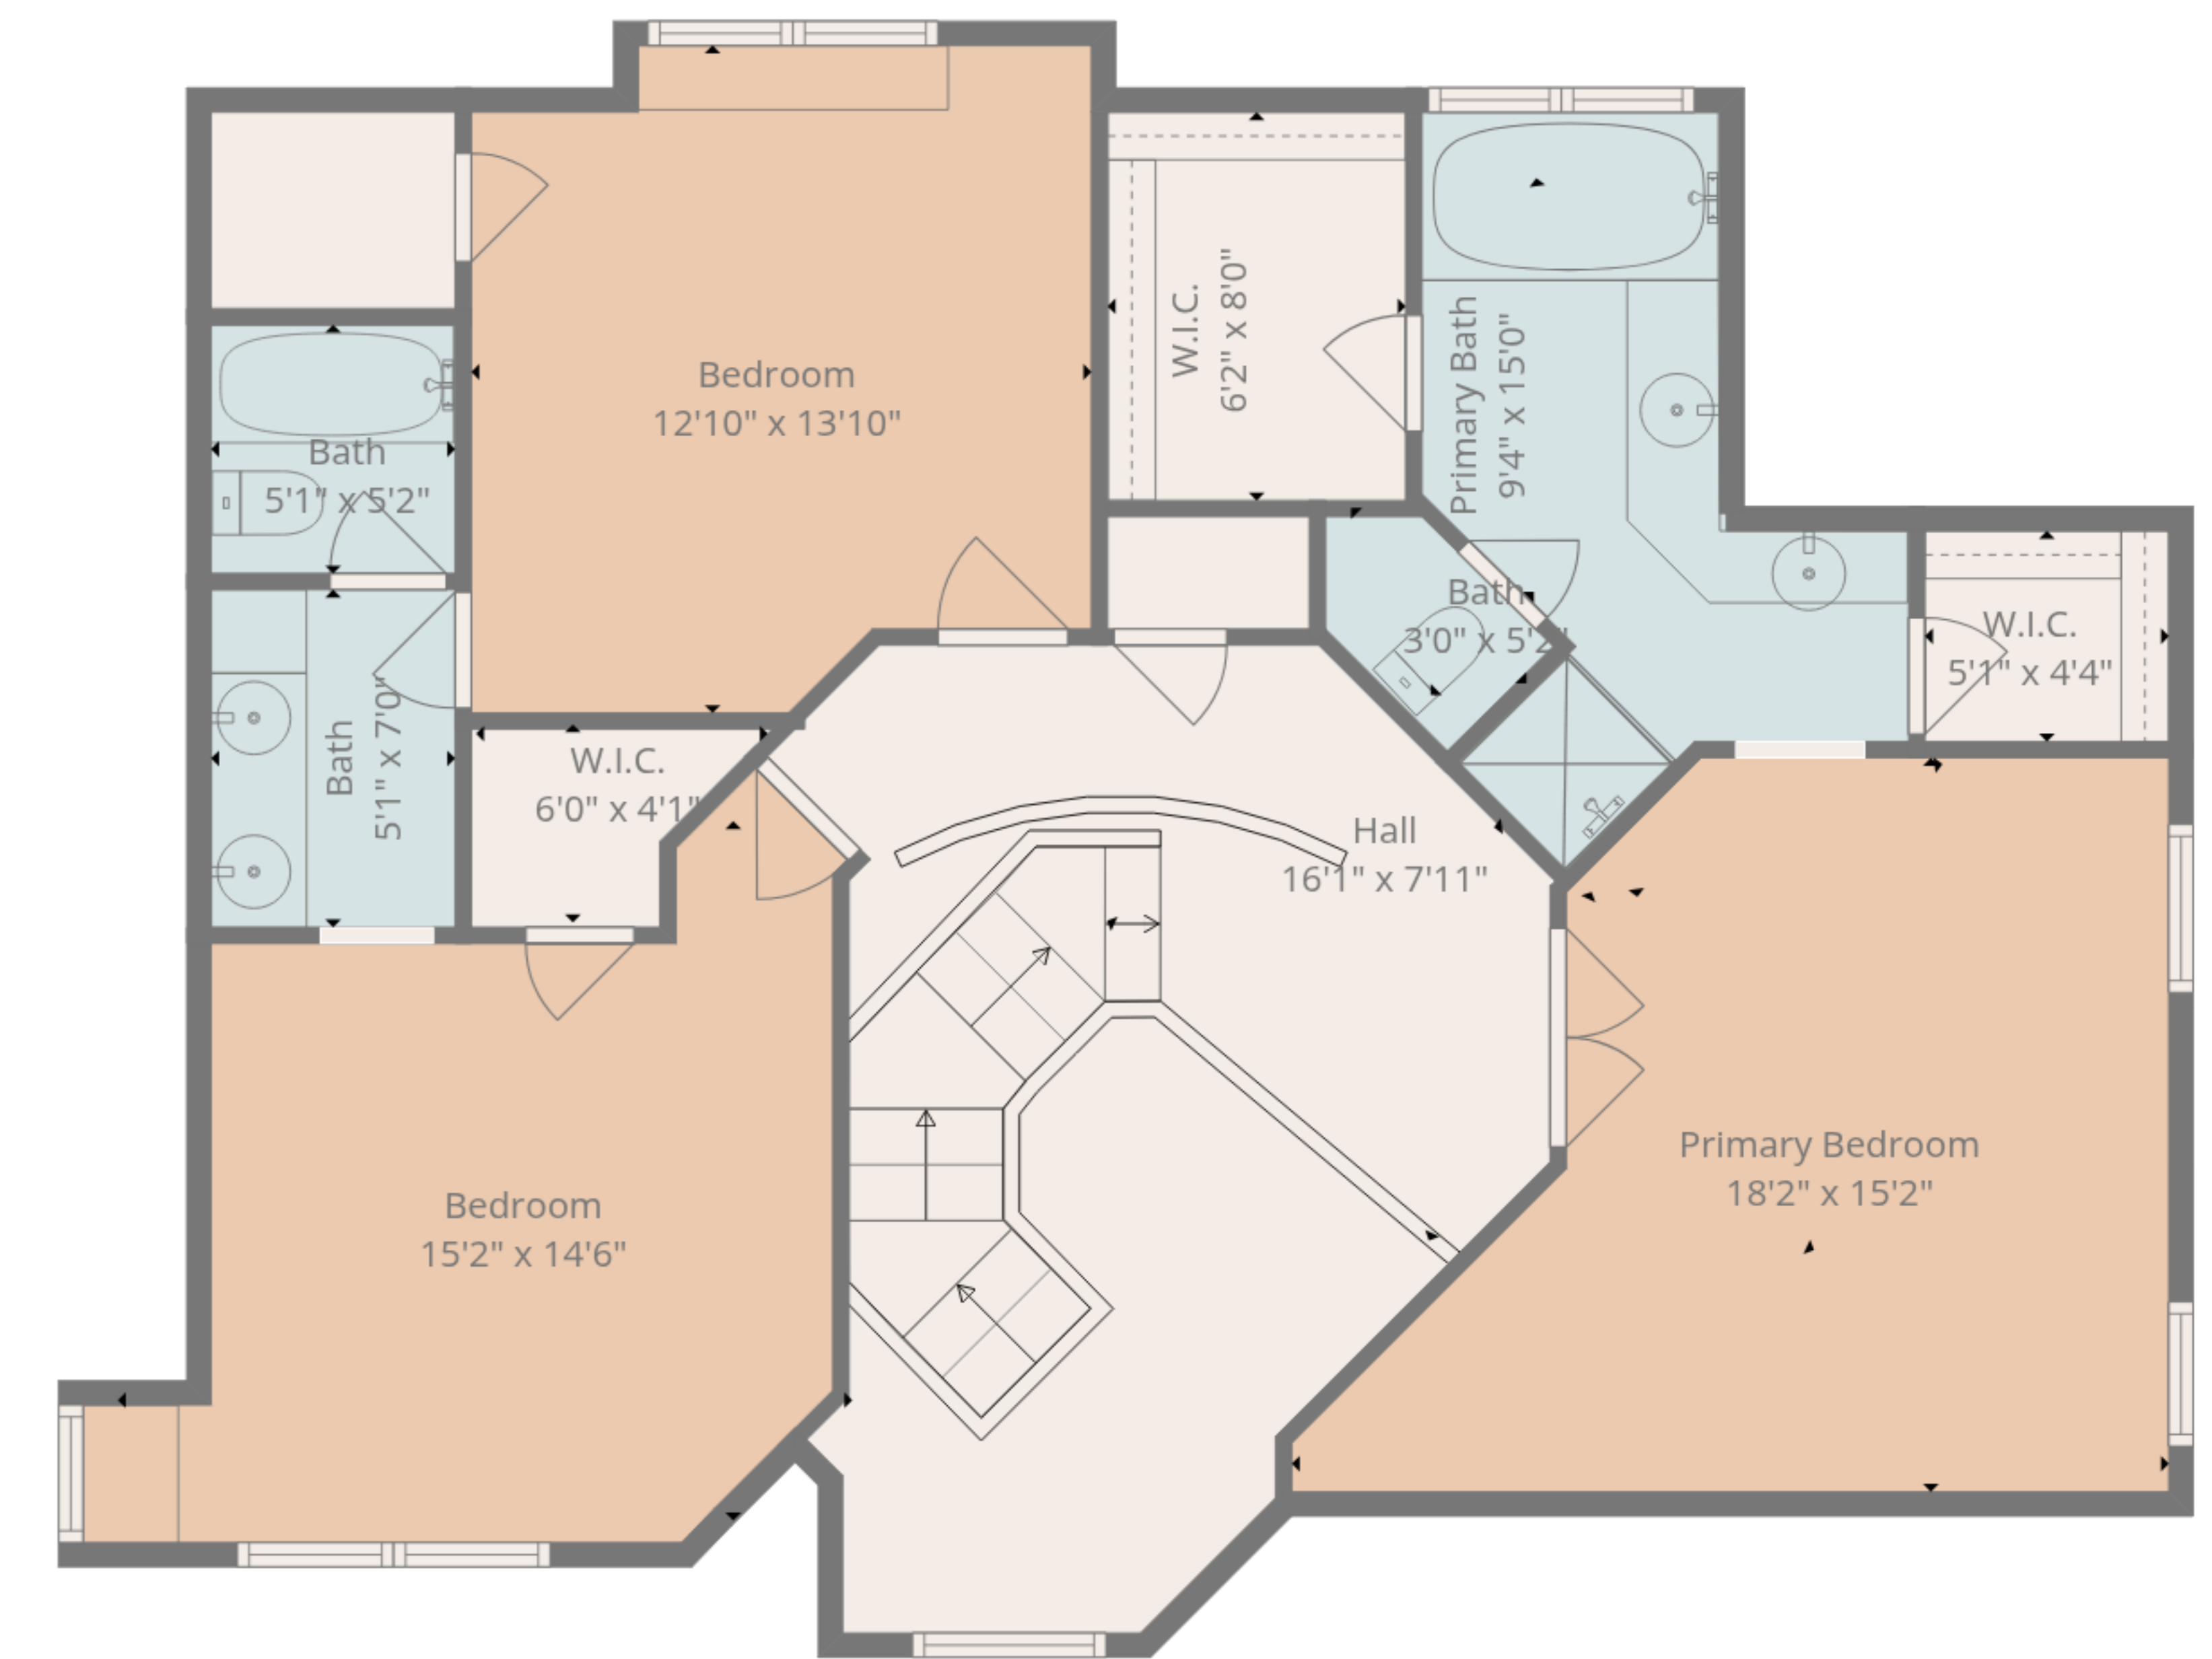 Bedroom
12'10" x 13'10"
W.I.C.
6'2" x 8'0"
Primary Bath
9'4" x 15'0"
Bath
5'1" x 5'2"
Bath
3'0" x 5'2"
W.I.C.
5'1" x 4'4"
Bath
5'1" x 7'0"
W.I.C.
6'0" x 4'1"
Hall
16'1" x 7'11"
Primary Bedroom
18'2" x 15'2"
Bedroom
15'2" x 14'6"